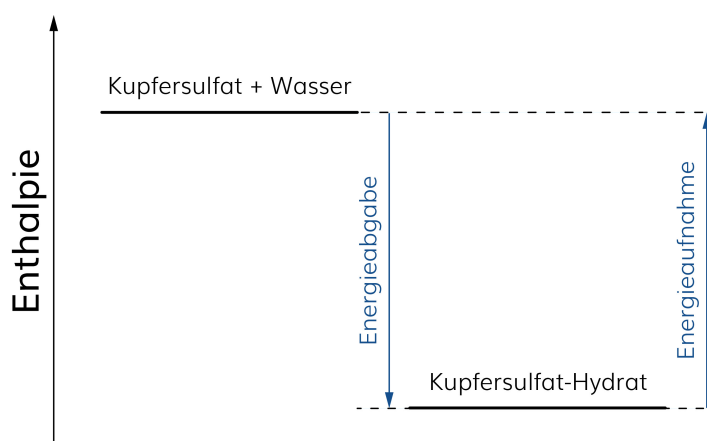 Kupfersulfat + Wasser
Enthalpie
Energieabgabe
Energieaufnahme
Kupfersulfat-Hydrat